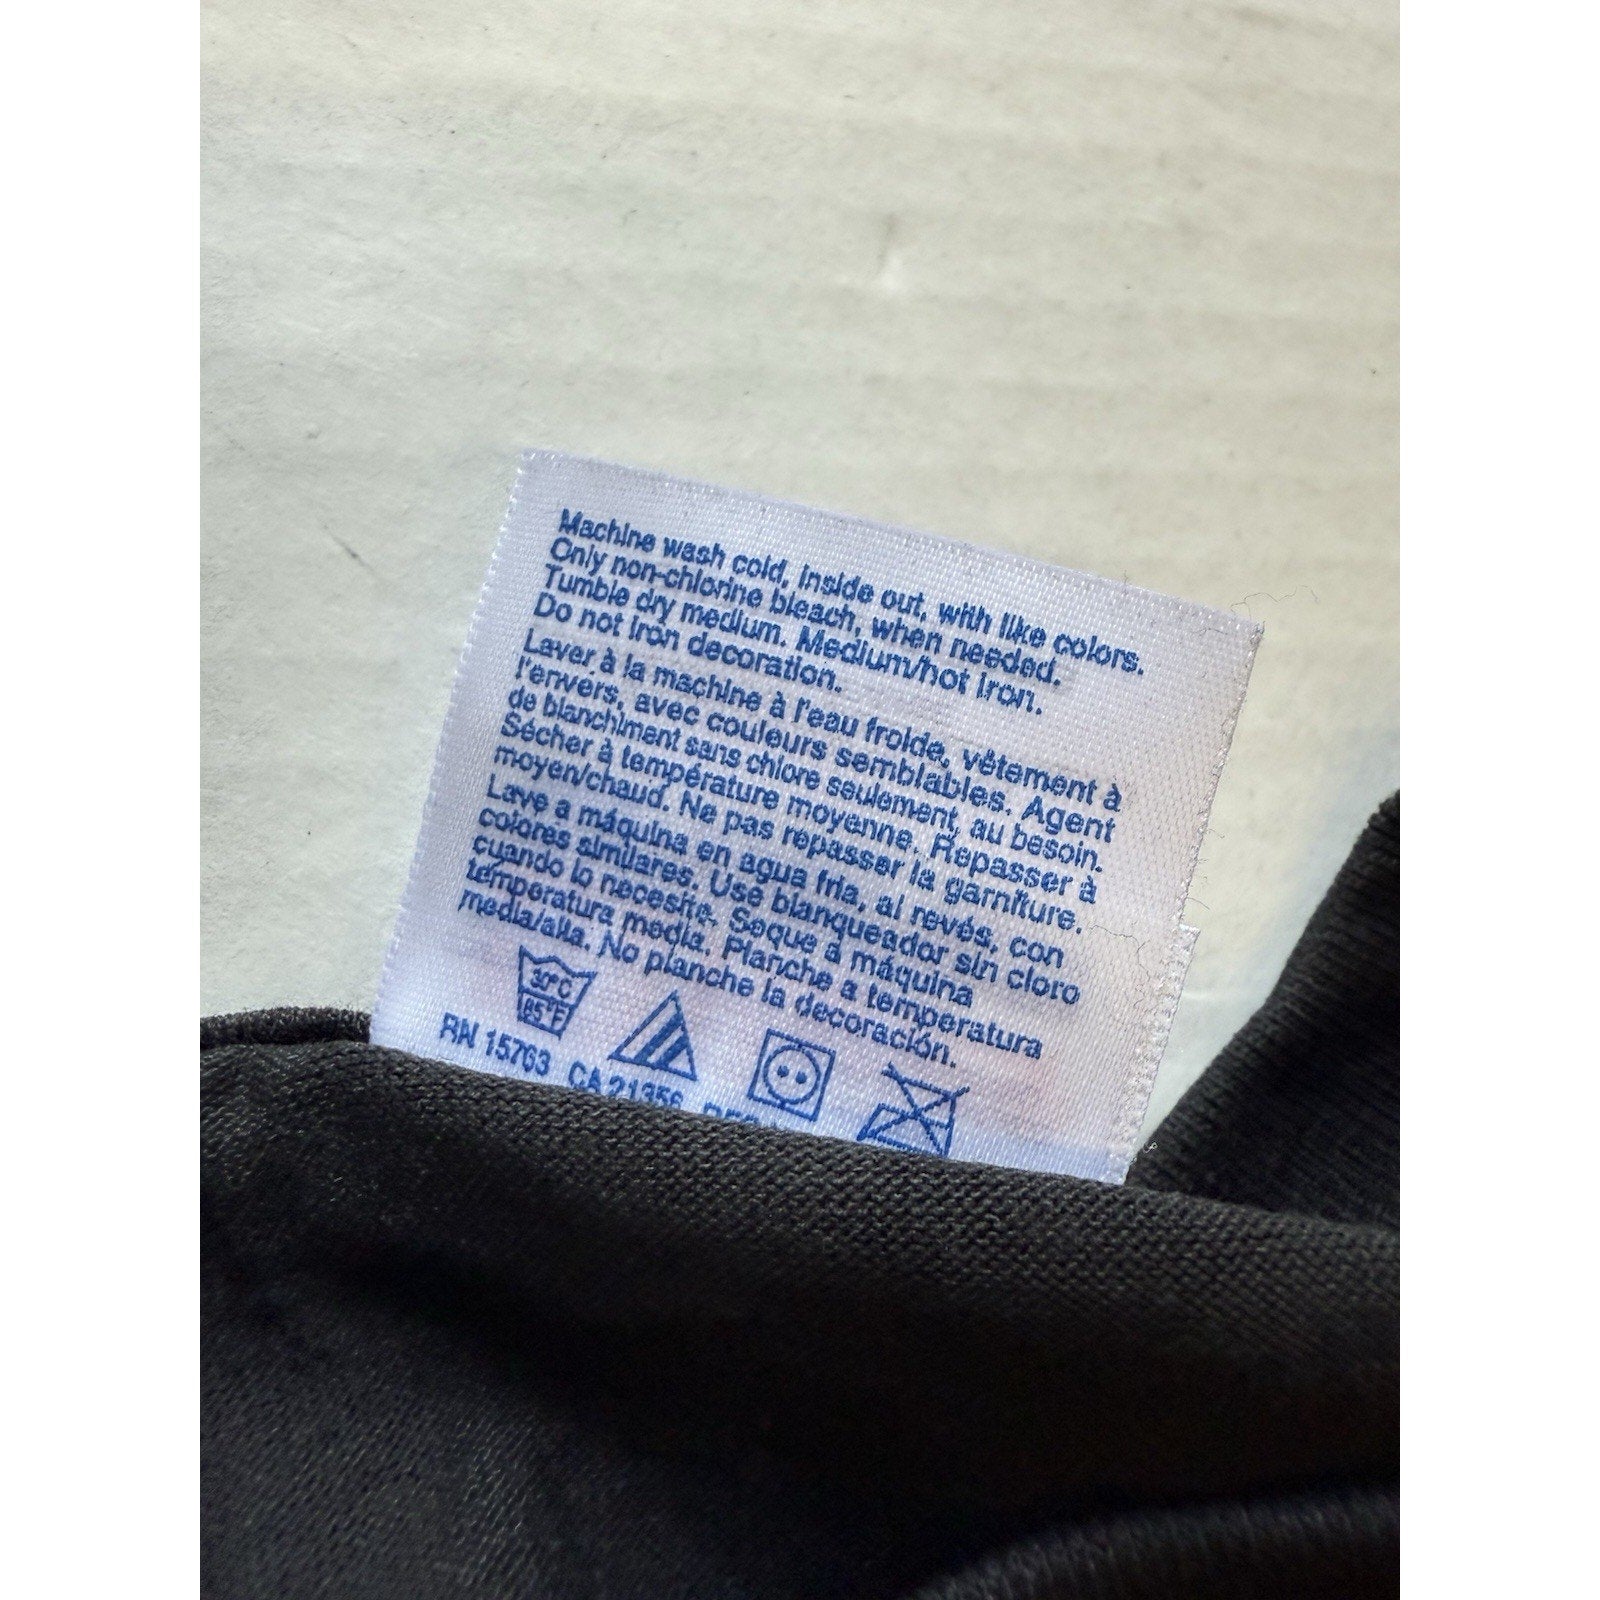 Machine wash cold, inside out, with like colors.
Only non-chlorine bleach, when needed.
Tumble dry medium. Medium/hot iron.
Do not iron decoration.
Laver à la machine à l'eau froide, vêtement à
l'envers, avec couleurs semblables. Agent
de blanchiment sans chlore seulement, au besoin.
Sécher à température moyenne. Repasser à
moyen/chaud. Ne pas repasser la garniture.
Lave a máquina en agua fria, al revés, con
colores similares. Use blanqueador sin cloro
cuando lo necesite. Seque a máquina
temperatura media. Planche a temperatura
media/alta. No planche la decoración.
30°C
85°F
RN 15763 CA 21356